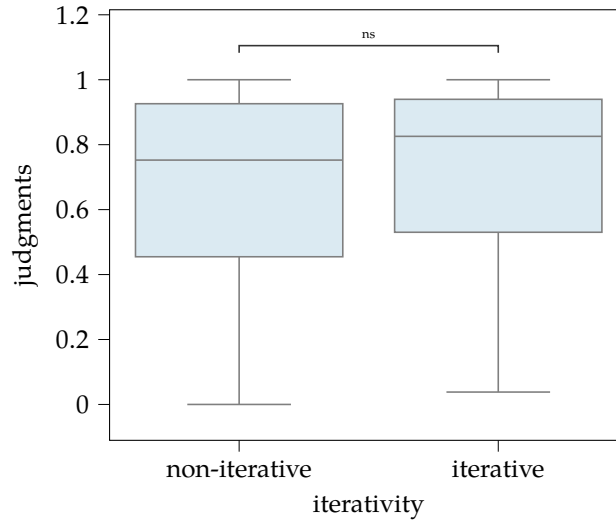 1.2
ns
1
0.8
0.6
0.4
0.2
0
judgments
non-iterative
iterative
iterativity